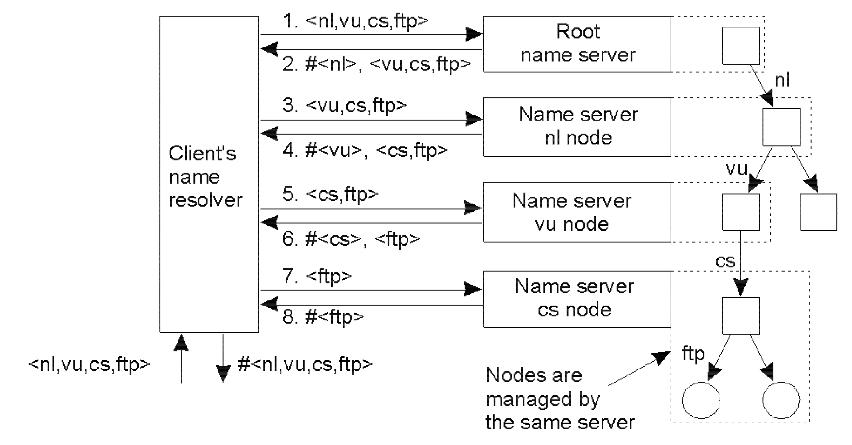 1. <nl,vu,cs,ftp>
Root
name server
2. #<nl>, <vu,cs,ftp>
nl
3. <vu,cs,ftp>
Name server
nl node
4. #<vu>, <cs,ftp>
Client's
name
resolver
vu
5. <cs,ftp>
Name server
vu node
6. #<cs>, <ftp>
cs
7. <ftp>
Name server
cs node
8. #<ftp>
ftp
<nl,vu,cs,ftp>
#<nl,vu,cs,ftp>
Nodes are
managed by
the same server